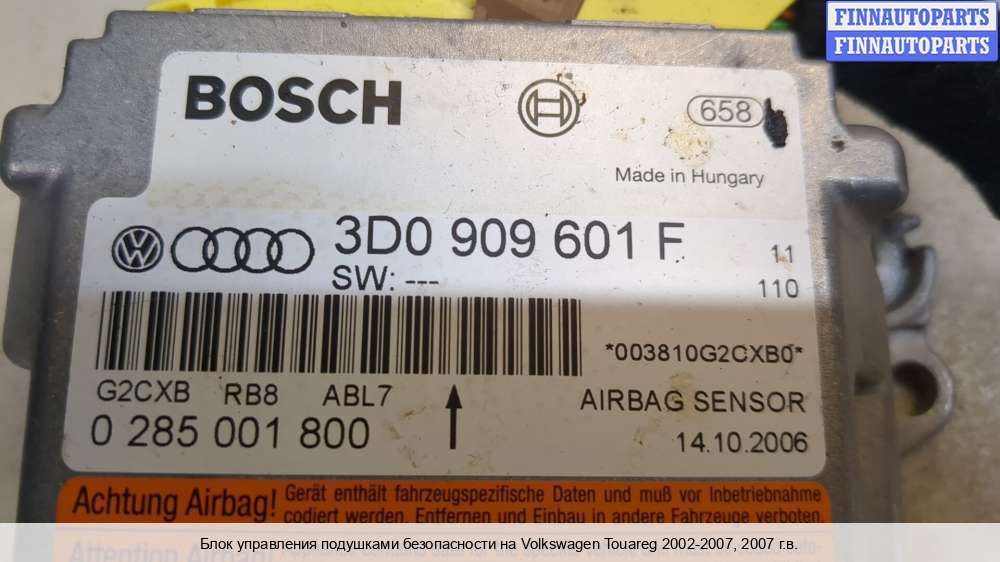 FINNAUTOPARTS
FINNAUTOPARTS
BOSCH
658
Made in Hungary
3D0 909 601 F
11
SW: ---
110
*003810G2CXB0*
G2CXB RB8 ABL7
AIRBAG SENSOR
0 285 001 800
14.10.2006
Achtung Airbag! Gerät enthält fahrzeugspezifische Daten und muß vor Inbetriebnahme
codiert werden. Entfernen und Einbau in andere Fahrzeuge verboten.
Attention Airbag!
Блок управления подушками безопасности на Volkswagen Touareg 2002-2007, 2007 г.в.